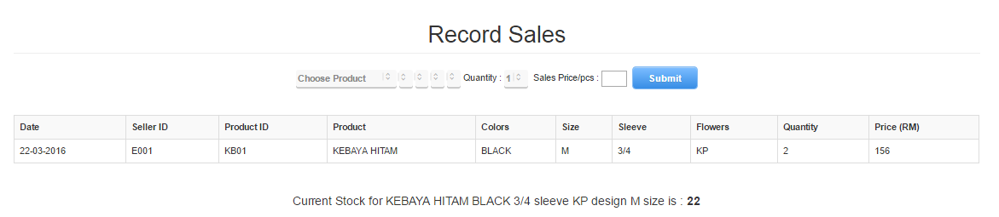 Record Sales
Choose Product Quantity : 1 Sales Price/pcs : Submit
Date Seller ID Product ID Product Colors Size Sleeve Flowers Quantity Price (RM)
22-03-2016 E001 KB01 KEBAYA HITAM BLACK M 3/4 KP 2 156
Current Stock for KEBAYA HITAM BLACK 3/4 sleeve KP design M size is : 22